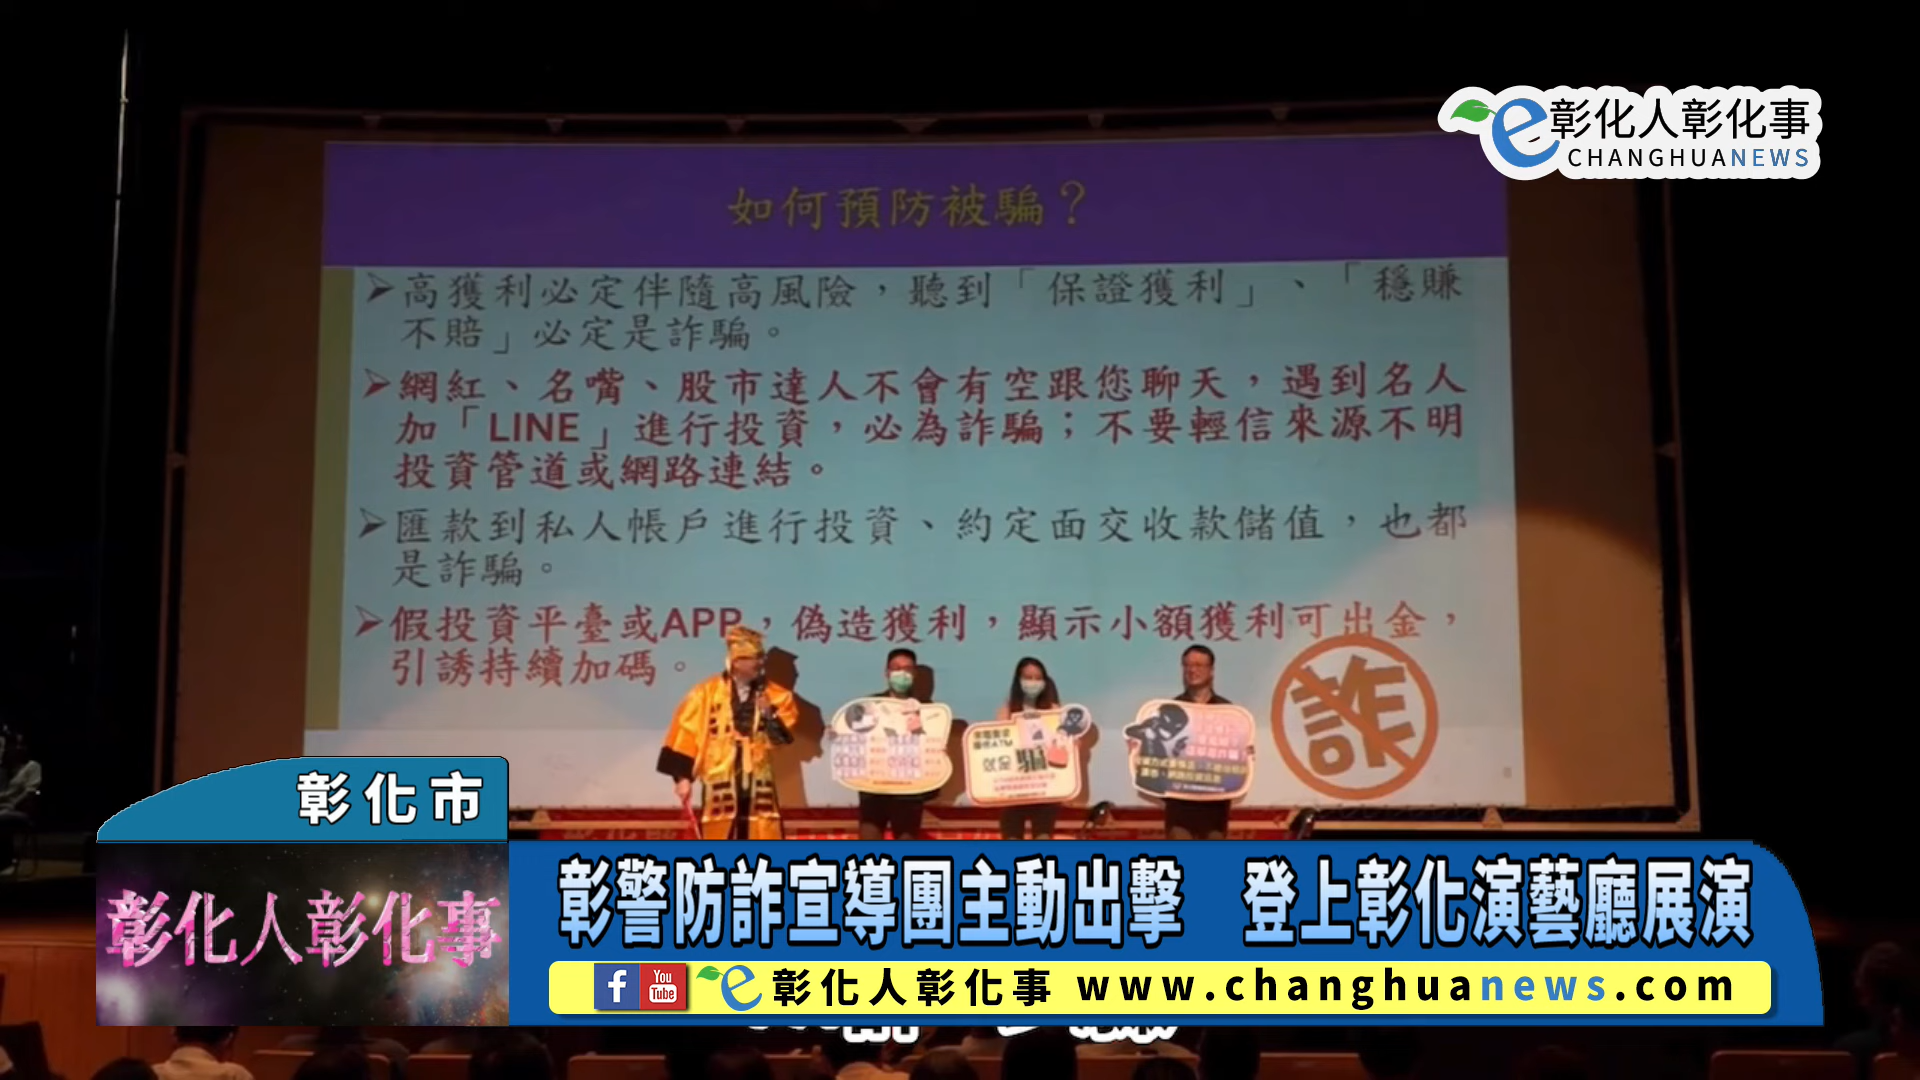 彰化人彰化事
CHANGHUANEWS
如何預防被騙？
➢高獲利必定伴隨高風險，聽到「保證獲利」、「穩賺
不賠」必定是詐騙。
➢網紅、名嘴、股市達人不會有空跟您聊天，遇到名人
加「LINE」進行投資，必為詐騙；不要輕信來源不明
投資管道或網路連結。
➢匯款到私人帳戶進行投資、約定面交收款儲值，也都
是詐騙。
➢假投資平臺或APP，偽造獲利，顯示小額獲利可出金，
引誘持續加碼。
詐
就是騙
彰化市
彰化人彰化事
彰警防詐宣導團主動出擊 登上彰化演藝廳展演
f You Tube e彰化人彰化事 www.changhuanews.com